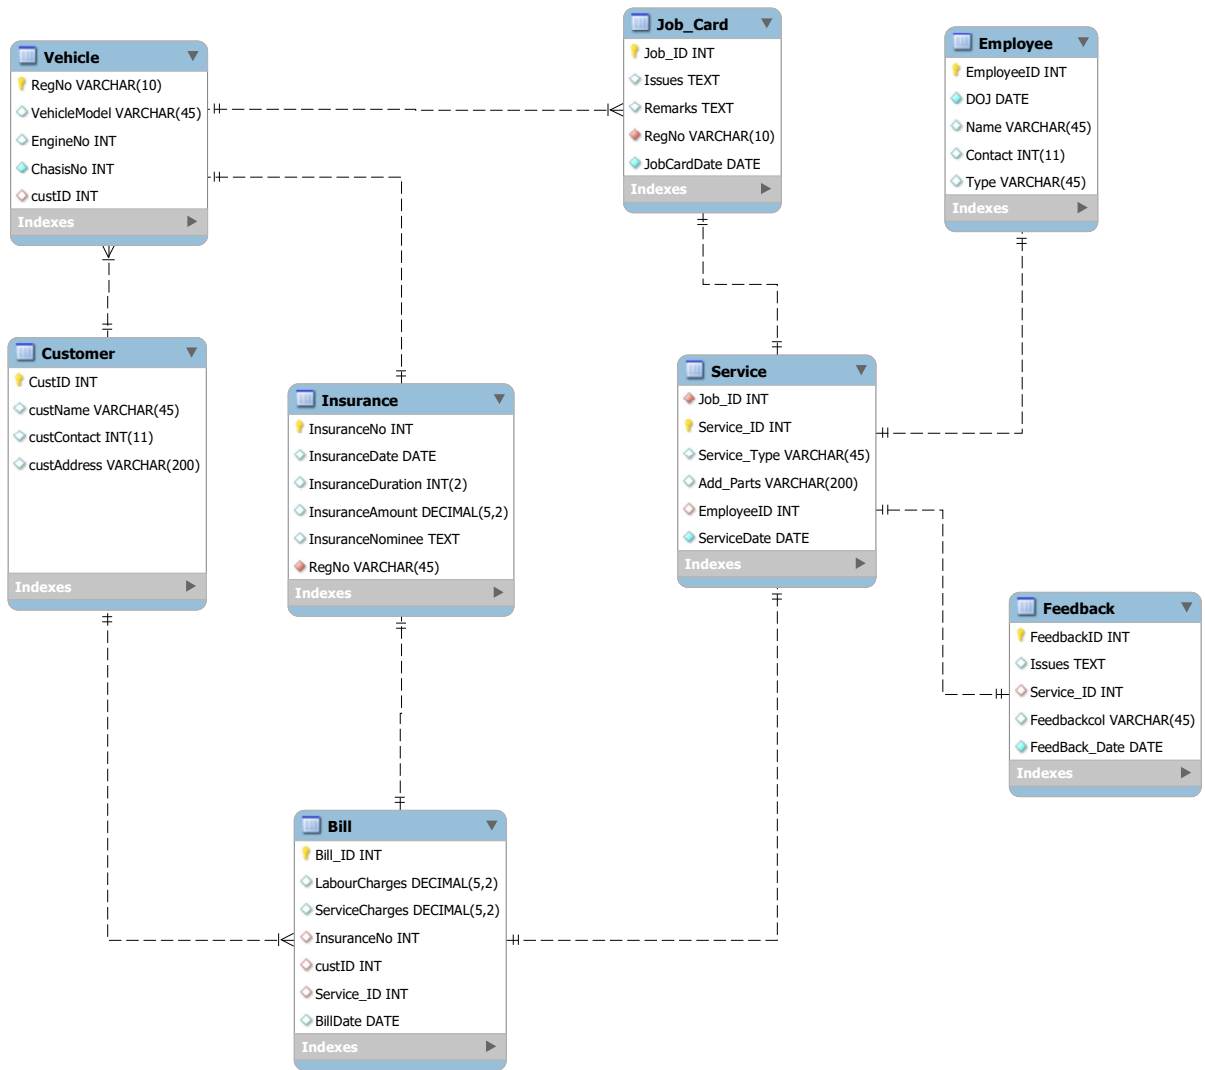 Vehicle
RegNo VARCHAR(10)
VehicleModel VARCHAR(45)
EngineNo INT
ChasisNo INT
custID INT
Indexes
Job_Card
Job_ID INT
Issues TEXT
Remarks TEXT
RegNo VARCHAR(10)
JobCardDate DATE
Indexes
Employee
EmployeeID INT
DOJ DATE
Name VARCHAR(45)
Contact INT(11)
Type VARCHAR(45)
Indexes
Customer
CustID INT
custName VARCHAR(45)
custContact INT(11)
custAddress VARCHAR(200)
Indexes
Insurance
InsuranceNo INT
InsuranceDate DATE
InsuranceDuration INT(2)
InsuranceAmount DECIMAL(5,2)
InsuranceNominee TEXT
RegNo VARCHAR(45)
Indexes
Service
Job_ID INT
Service_ID INT
Service_Type VARCHAR(45)
Add_Parts VARCHAR(200)
EmployeeID INT
ServiceDate DATE
Indexes
Feedback
FeedbackID INT
Issues TEXT
Service_ID INT
Feedbackcol VARCHAR(45)
FeedBack_Date DATE
Indexes
Bill
Bill_ID INT
LabourCharges DECIMAL(5,2)
ServiceCharges DECIMAL(5,2)
InsuranceNo INT
custID INT
Service_ID INT
BillDate DATE
Indexes